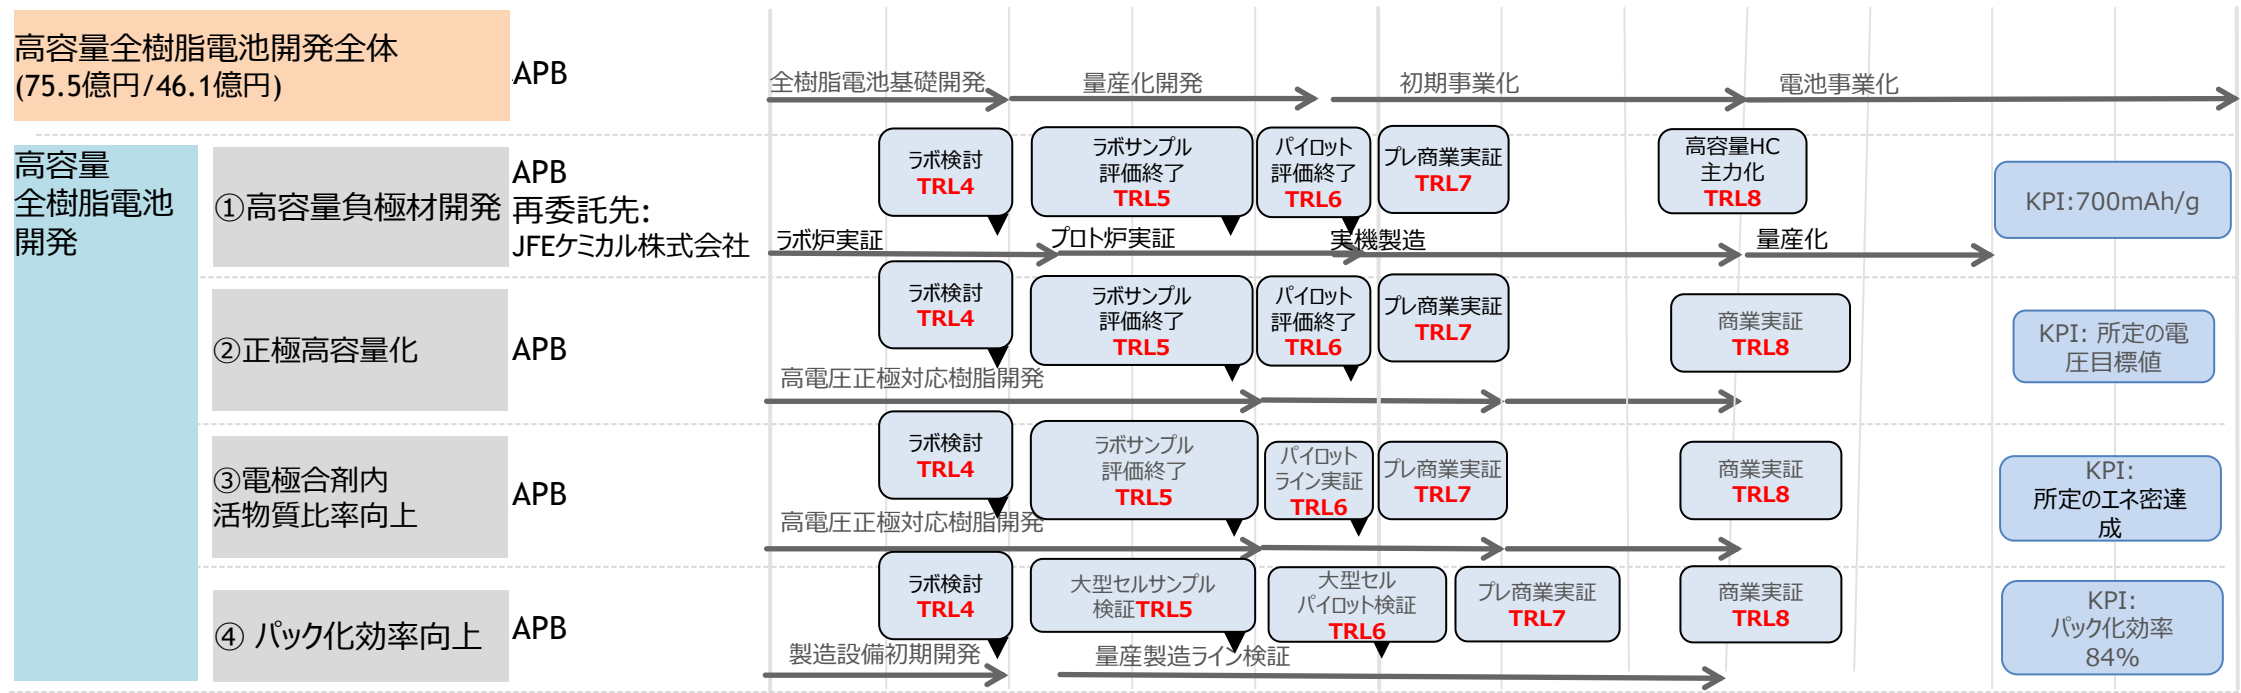 高容量全樹脂電池開発全体
(75.5億円/46.1億円)
APB
全樹脂電池基礎開発
量産化開発
初期事業化
電池事業化
高容量
全樹脂電池
開発
①高容量負極材開発
APB
再委託先:
JFEケミカル株式会社
ラボ検討
TRL4
ラボサンプル
評価終了
TRL5
パイロット
評価終了
TRL6
プレ商業実証
TRL7
高容量HC
主力化
TRL8
KPI:700mAh/g
ラボ炉実証
プロト炉実証
実機製造
量産化
②正極高容量化
APB
ラボ検討
TRL4
ラボサンプル
評価終了
TRL5
パイロット
評価終了
TRL6
プレ商業実証
TRL7
商業実証
TRL8
KPI: 所定の電
圧目標値
高電圧正極対応樹脂開発
③電極合剤内
活物質比率向上
APB
ラボ検討
TRL4
ラボサンプル
評価終了
TRL5
パイロット
ライン実証
TRL6
プレ商業実証
TRL7
商業実証
TRL8
KPI:
所定のエネ密達
成
高電圧正極対応樹脂開発
④ パック化効率向上
APB
ラボ検討
TRL4
大型セルサンプル
検証TRL5
大型セル
パイロット検証
TRL6
プレ商業実証
TRL7
商業実証
TRL8
KPI:
パック化効率
84%
製造設備初期開発
量産製造ライン検証